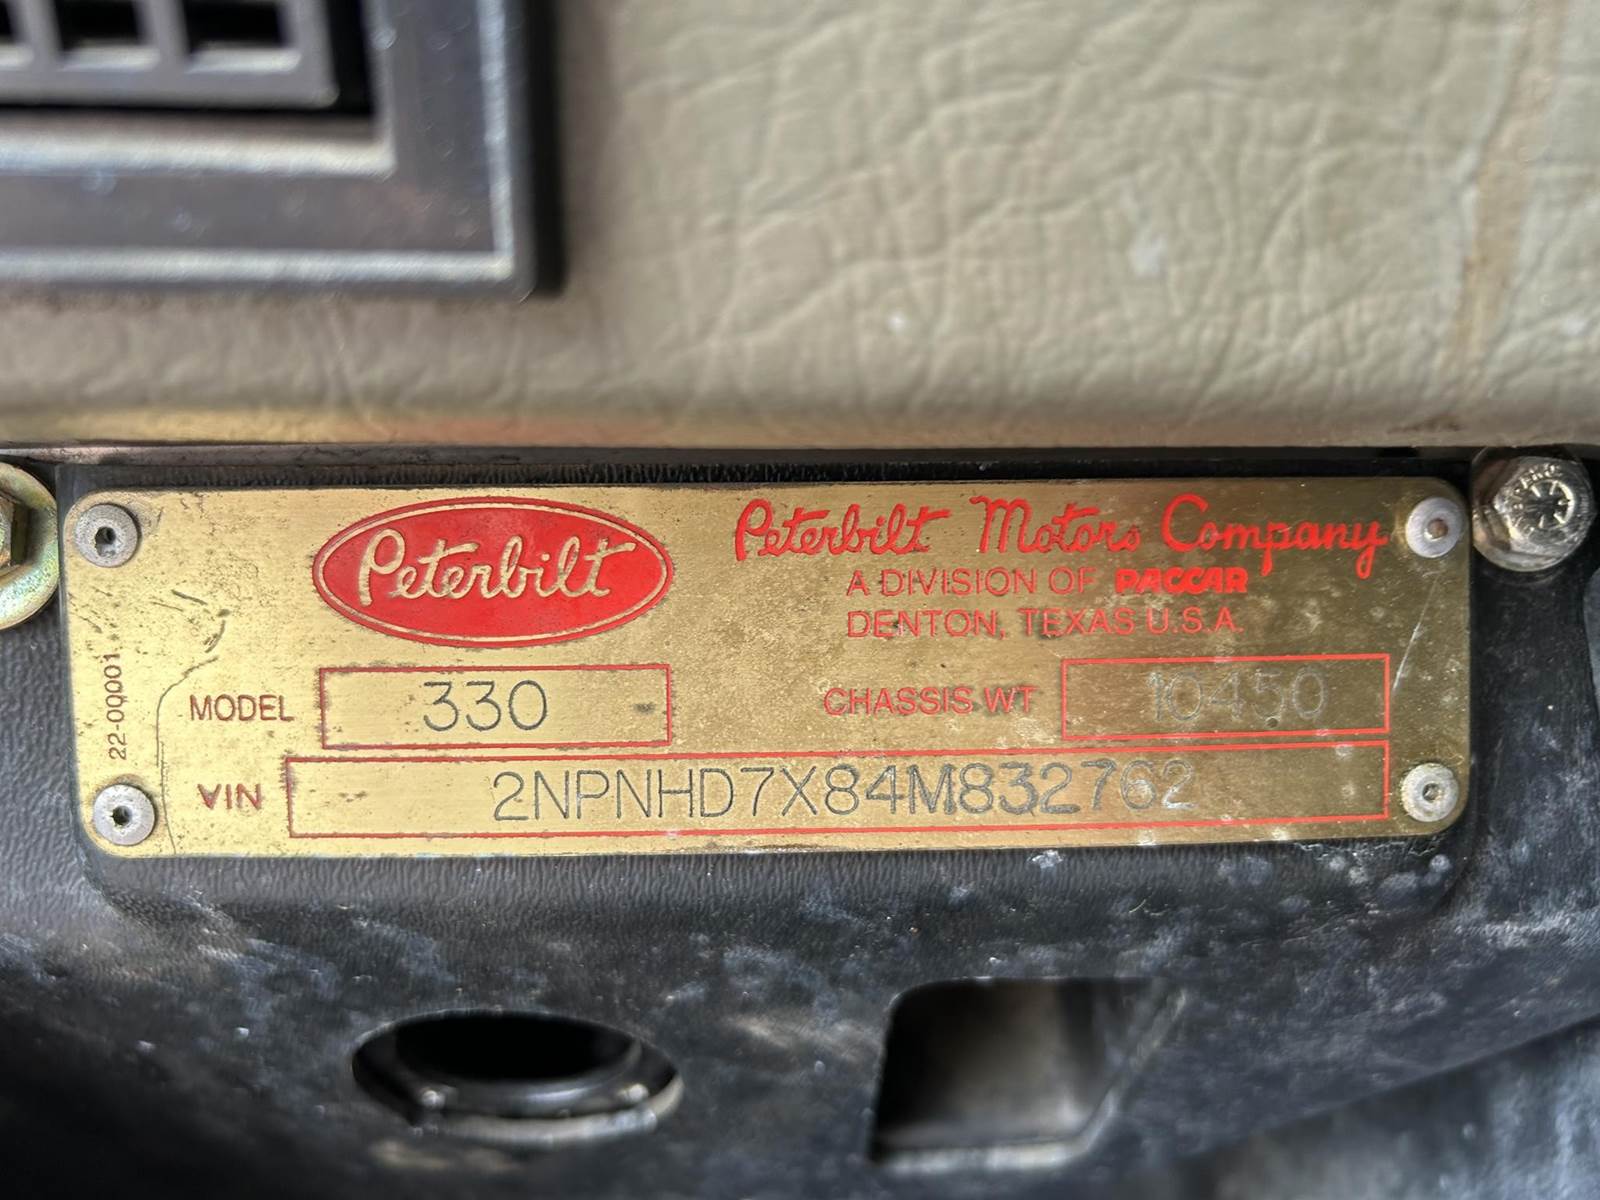 Peterbilt
Peterbilt Motors Company
A DIVISION OF PACCAR
DENTON, TEXAS U.S.A.
22-00001
MODEL 330
CHASSIS WT 10450
VIN 2NPNHD7X84M832762